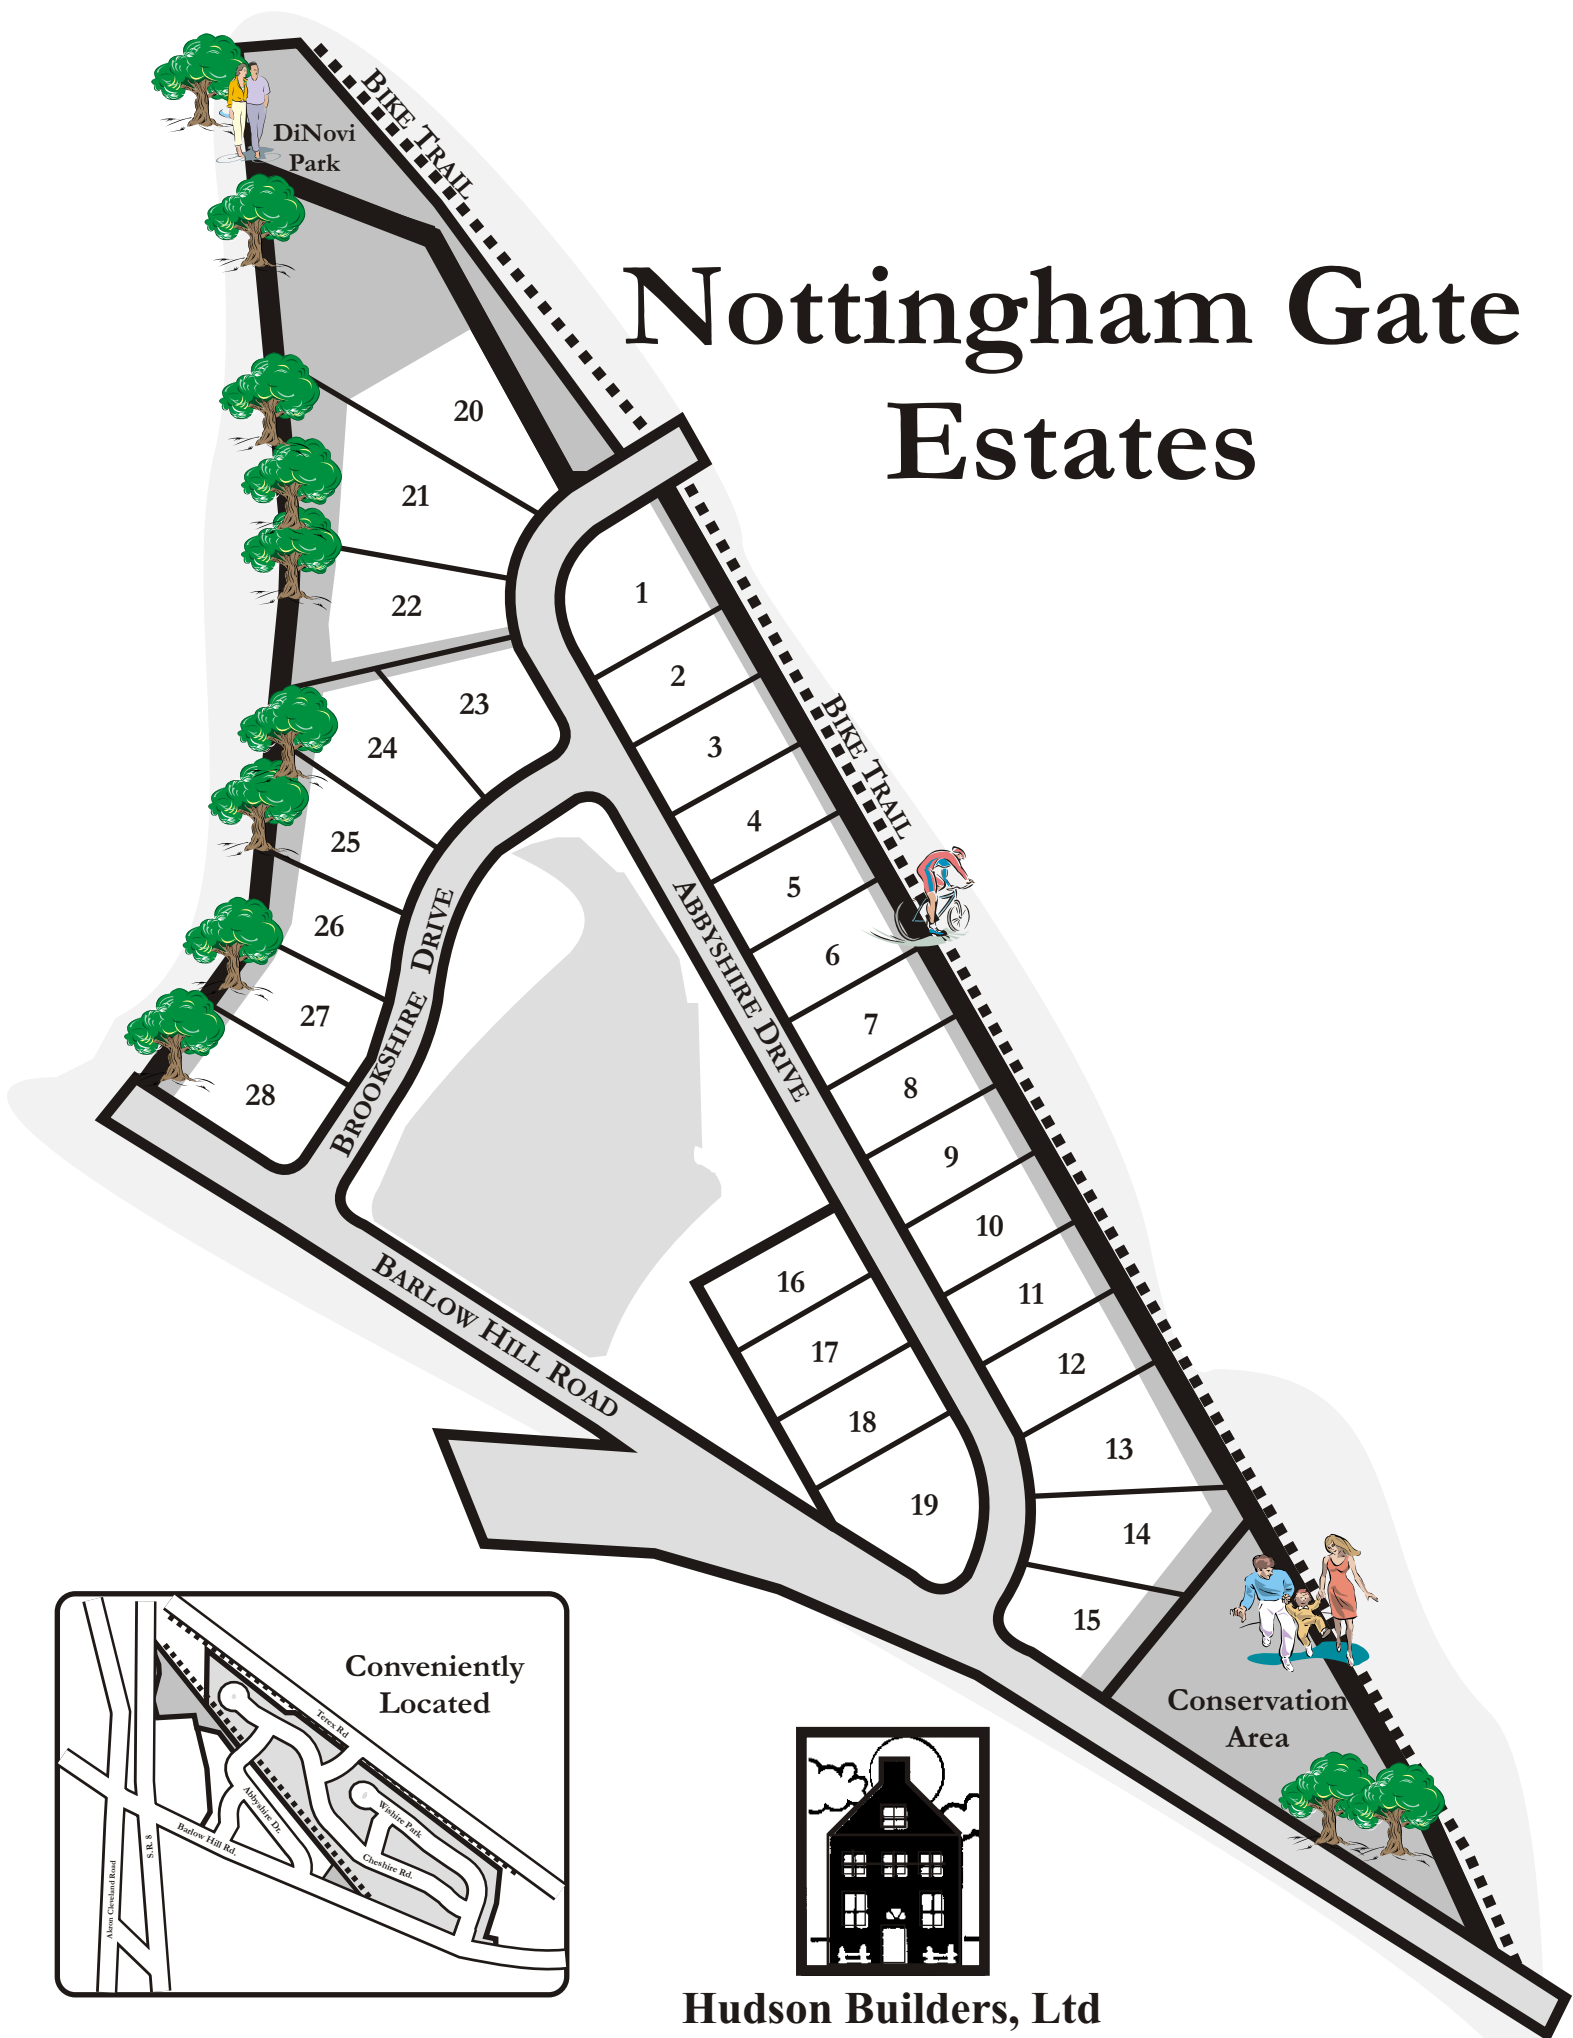 BIKE TRAIL
DiNovi
Park
Nottingham Gate
Estates
20
21
22
23
24
25
26
27
28
1
2
3
4
5
6
7
8
9
10
11
12
13
14
15
16
17
18
19
BIKE TRAIL
ABBYSHIRE DRIVE
BROOKSHIRE DRIVE
BARLOW HILL ROAD
Conservation
Area
Conveniently
Located
Terex Rd
Wishire Park
Cheshire Rd.
Abbyshire Dr.
Barlow Hill Rd.
S.R. 8
Akron Cleveland Road
Hudson Builders, Ltd